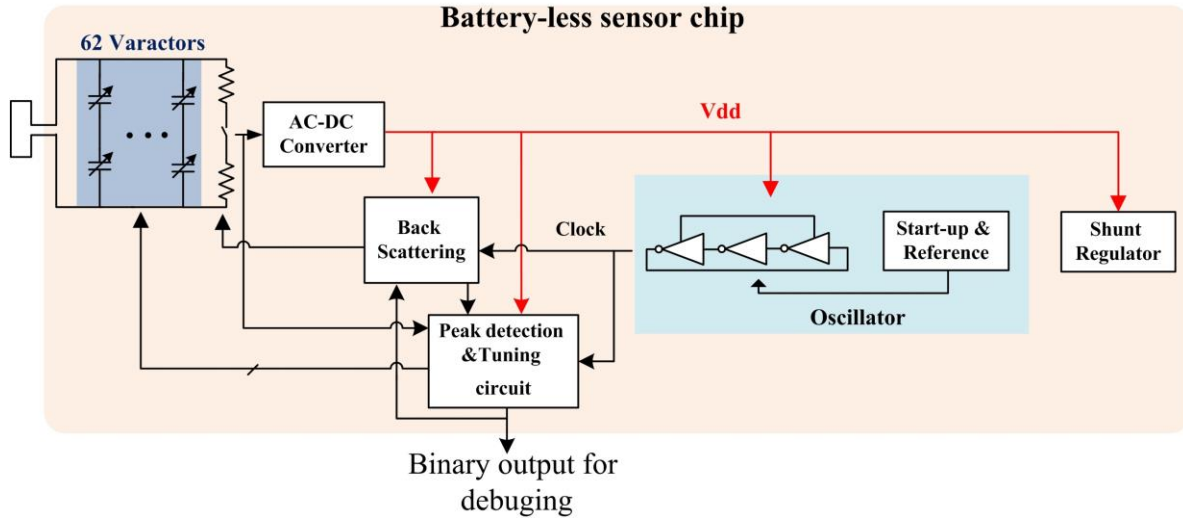 Battery-less sensor chip
62 Varactors
AC-DC
Converter
Vdd
Back
Scattering
Clock
Start-up &
Reference
Shunt
Regulator
Oscillator
Peak detection
&Tuning
circuit
Binary output for
debuging